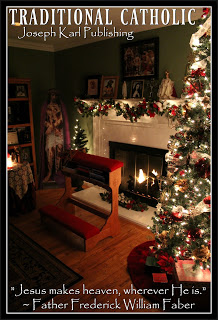 TRADITIONAL CATHOLIC
Joseph Karl Publishing
"Jesus makes heaven, wherever He is."
~ Father Frederick William Faber